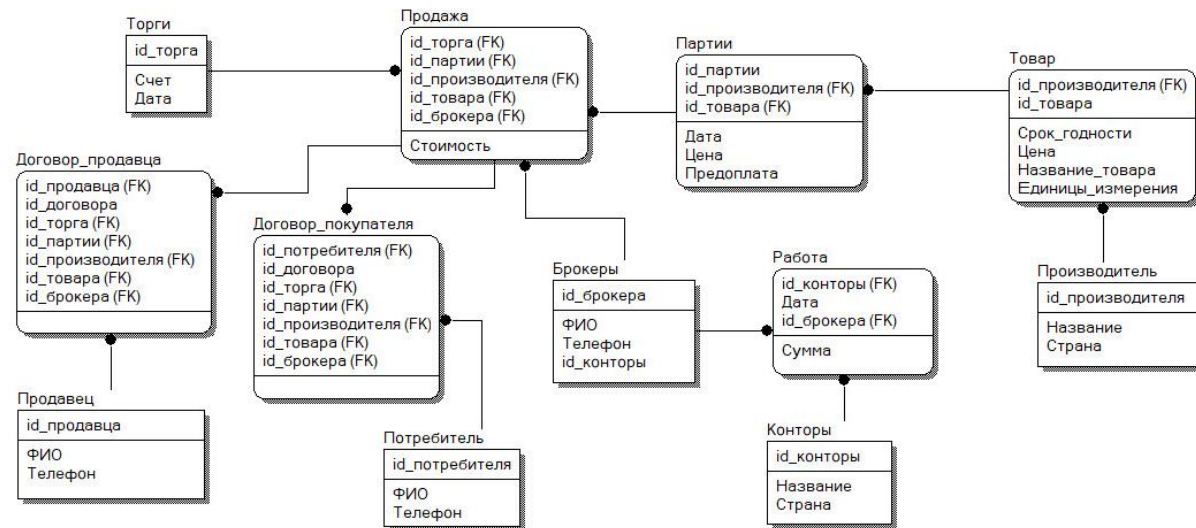 Торги
id_торга
Счет
Дата
Продажа
id_торга (FK)
id_партии (FK)
id_производителя (FK)
id_товара (FK)
id_брокера (FK)
Стоимость
Партии
id_партии
id_производителя (FK)
id_товара (FK)
Дата
Цена
Предоплата
Товар
id_производителя (FK)
id_товара
Срок_годности
Цена
Название_товара
Единицы_измерения
Договор_продавца
id_продавца (FK)
id_договора
id_торга (FK)
id_партии (FK)
id_производителя (FK)
id_товара (FK)
id_брокера (FK)
Договор_покупателя
id_потребителя (FK)
id_договора
id_торга (FK)
id_партии (FK)
id_производителя (FK)
id_товара (FK)
id_брокера (FK)
Брокеры
id_брокера
ФИО
Телефон
id_конторы
Работа
id_конторы (FK)
Дата
id_брокера (FK)
Сумма
Производитель
id_производителя
Название
Страна
Продавец
id_продавца
ФИО
Телефон
Потребитель
id_потребителя
ФИО
Телефон
Конторы
id_конторы
Название
Страна